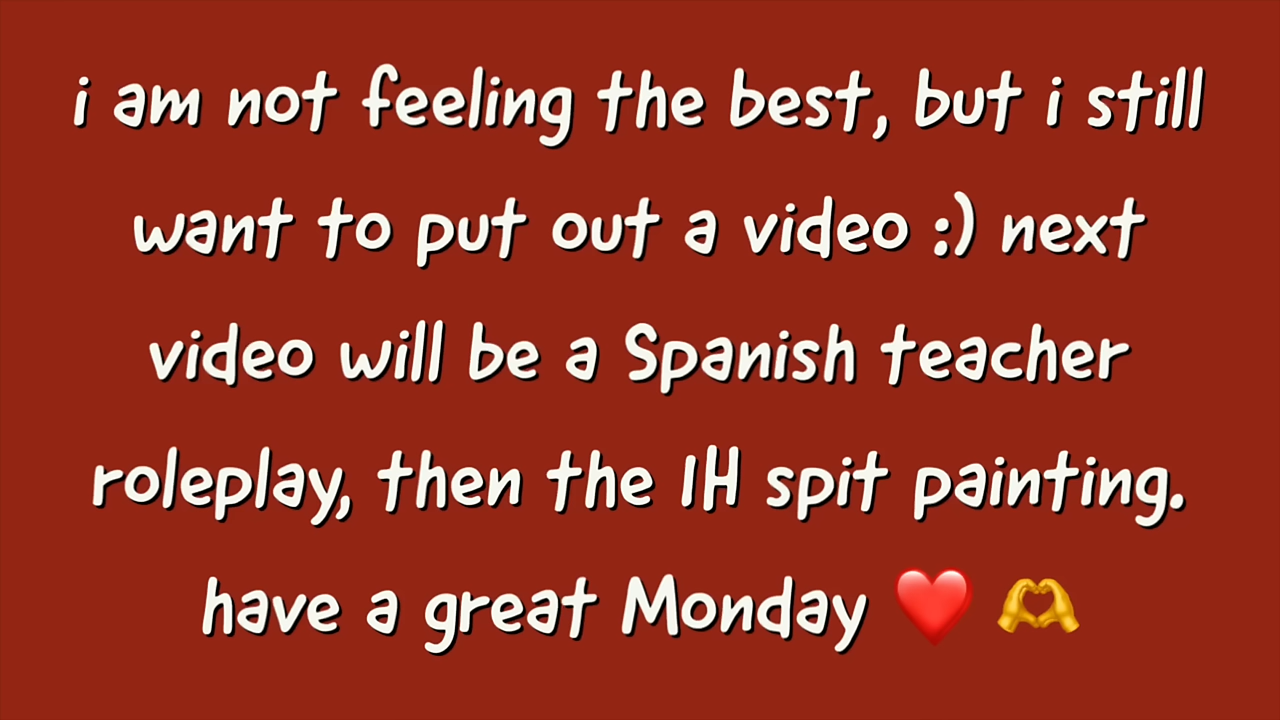 i am not feeling the best, but i still
want to put out a video :) next
video will be a Spanish teacher
roleplay, then the 1H spit painting.
have a great Monday ❤️ 🫶